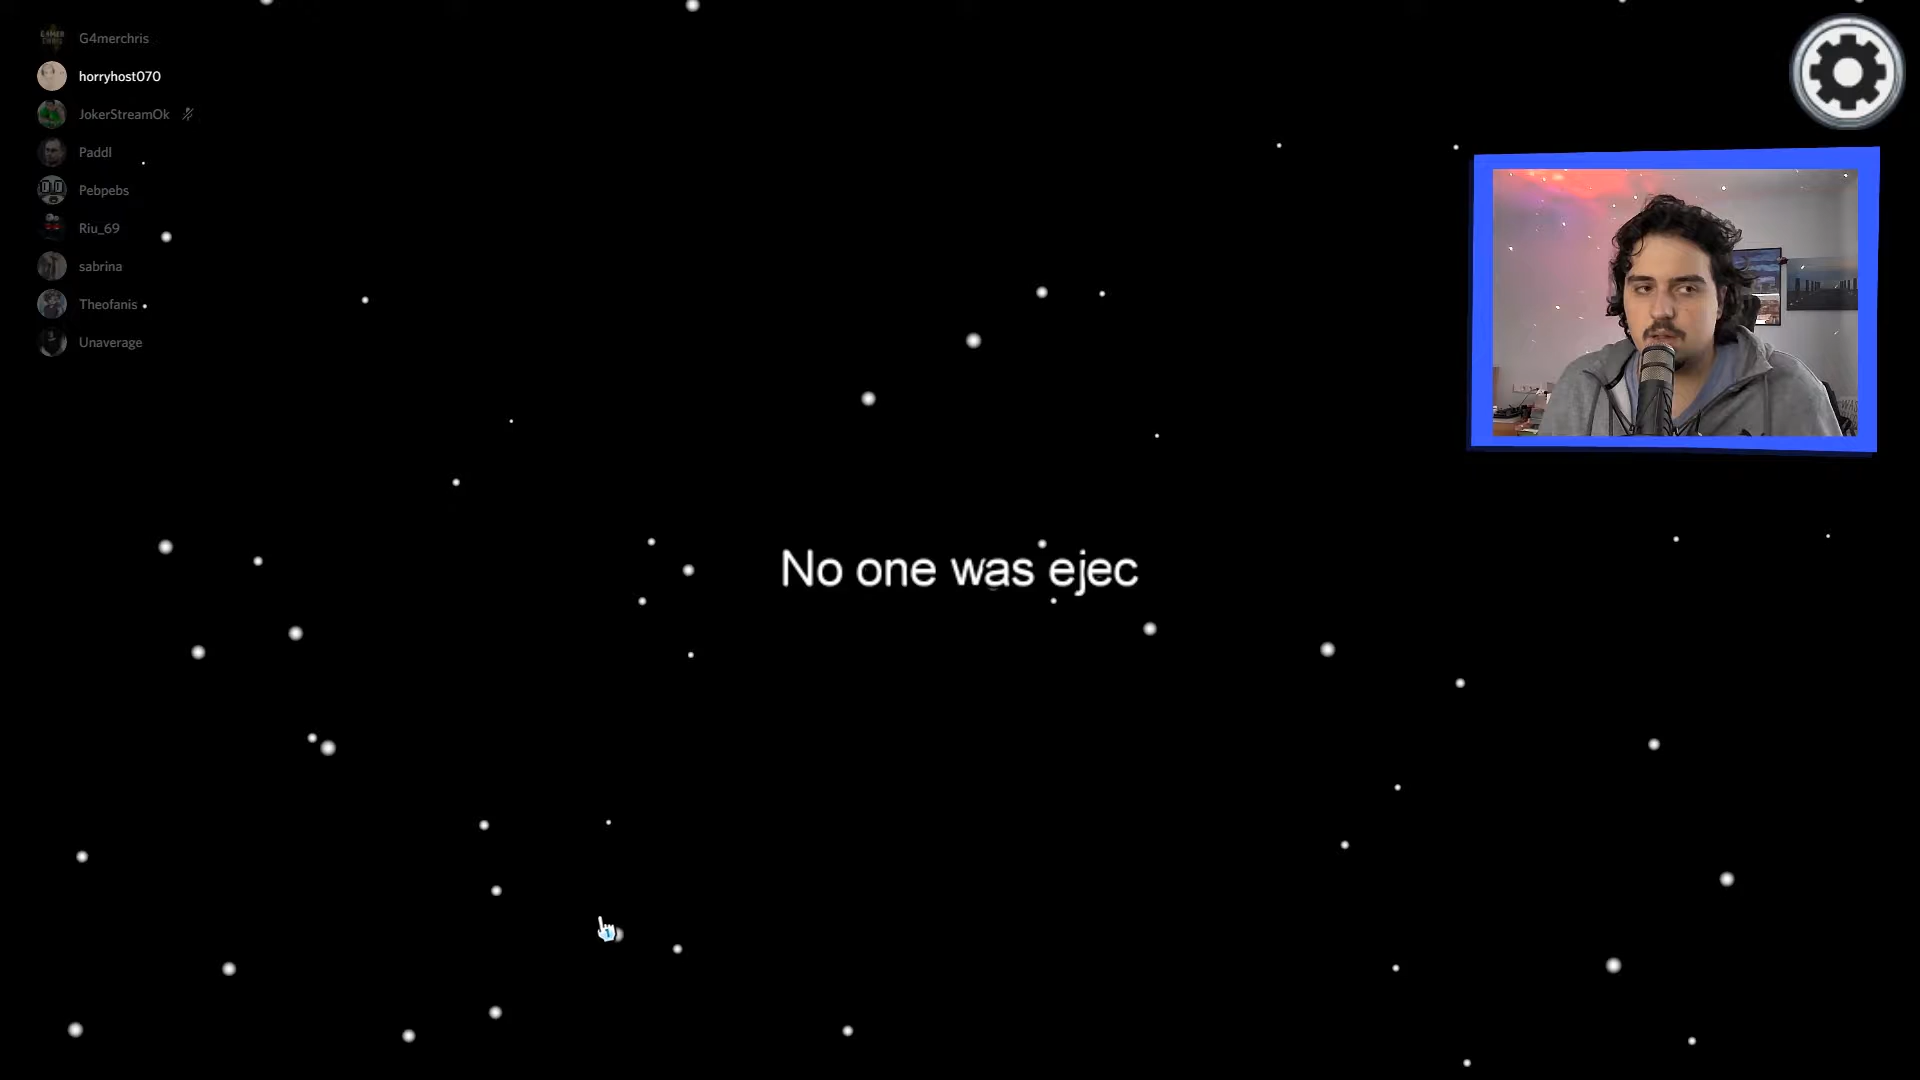 G4merchris
horryhost070
JokerStreamOk
Paddl
Pebpebs
Riu_69
sabrina
Theofanis
Unaverage
No one was ejec